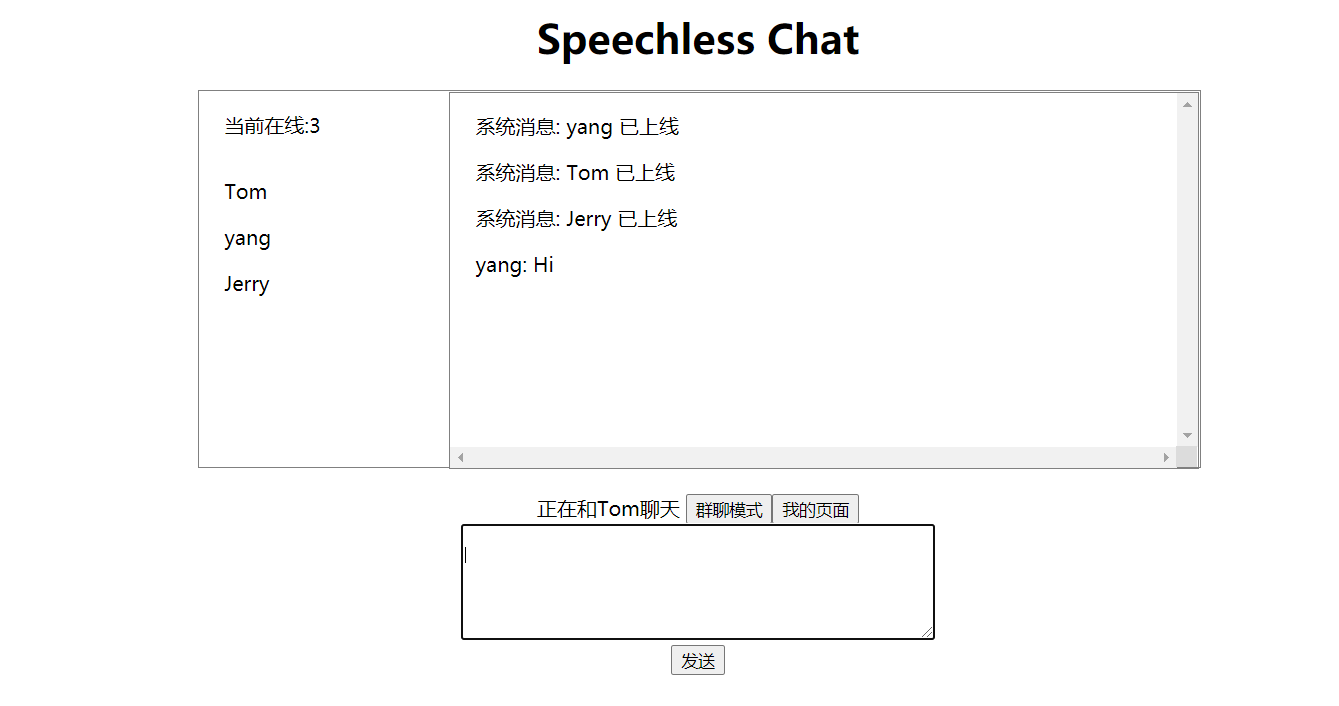 Speechless Chat
当前在线:3
Tom
yang
Jerry
系统消息: yang 已上线
系统消息: Tom 已上线
系统消息: Jerry 已上线
yang: Hi
正在和Tom聊天 群聊模式 我的页面
发送